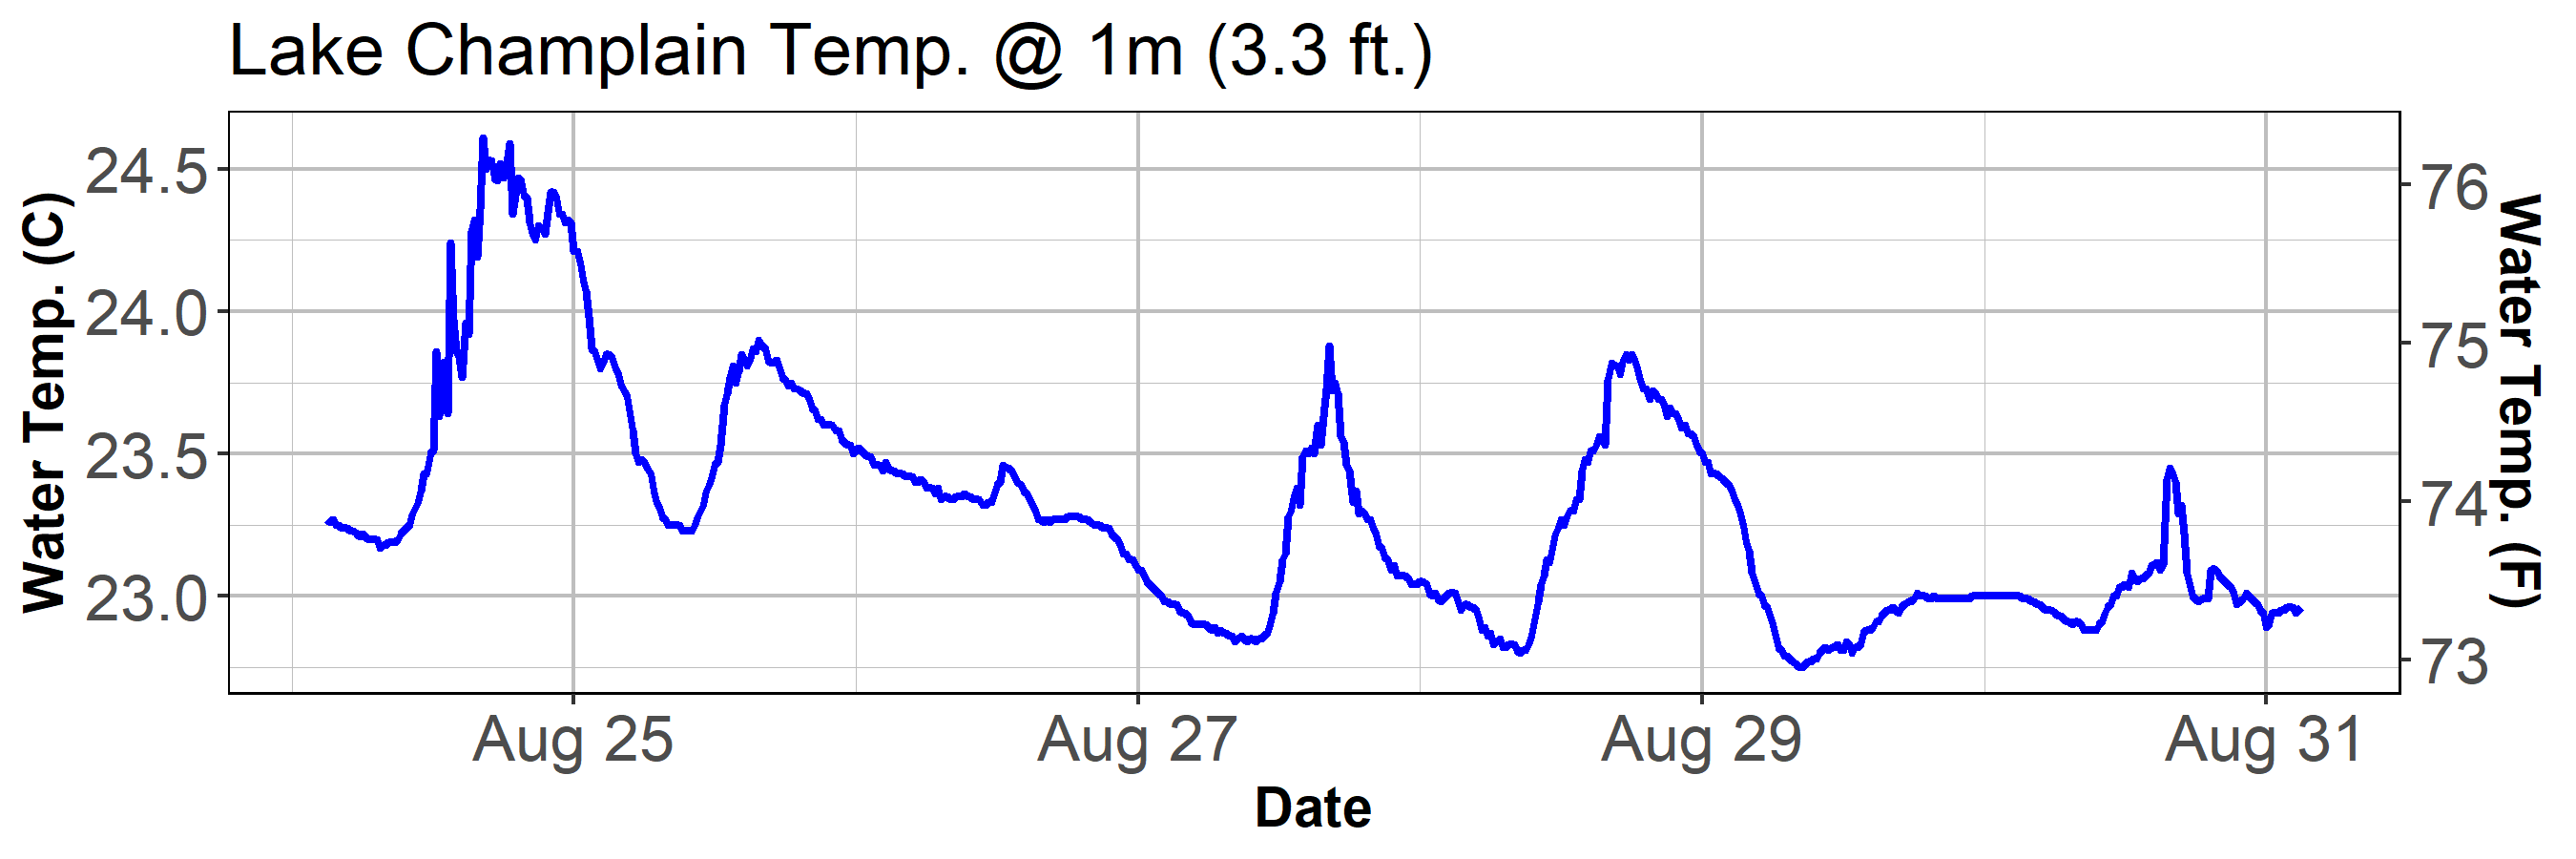 Lake Champlain Temp. @ 1m (3.3 ft.)
Water Temp. (C)
24.5
24.0
23.5
23.0
76
75
74
73
Water Temp. (F)
Aug 25
Aug 27
Aug 29
Aug 31
Date